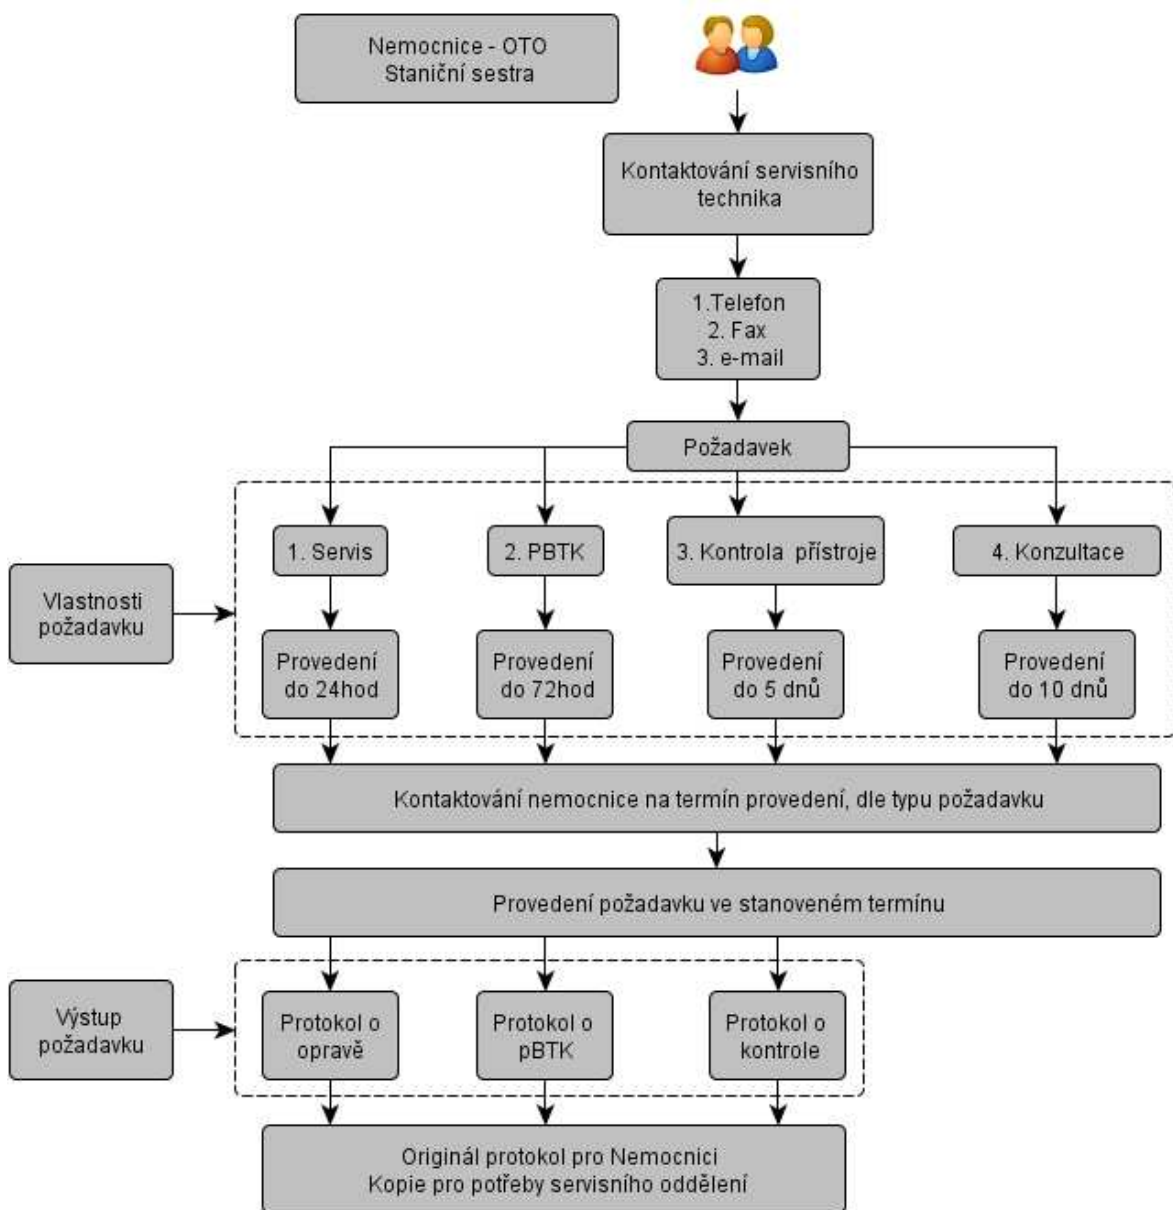 Nemocnice - OTO
Staniční sestra
Kontaktování servisního
technika
1.Telefon
2. Fax
3. e-mail
Požadavek
1. Servis
2. PBTK
3. Kontrola přístroje
4. Konzultace
Vlastnosti
požadavku
Provedení
do 24hod
Provedení
do 72hod
Provedení
do 5 dnů
Provedení
do 10 dnů
Kontaktování nemocnice na termín provedení, dle typu požadavku
Provedení požadavku ve stanoveném termínu
Výstup
požadavku
Protokol o
opravě
Protokol o
pBTK
Protokol o
kontrole
Originál protokol pro Nemocnici
Kopie pro potřeby servisního oddělení